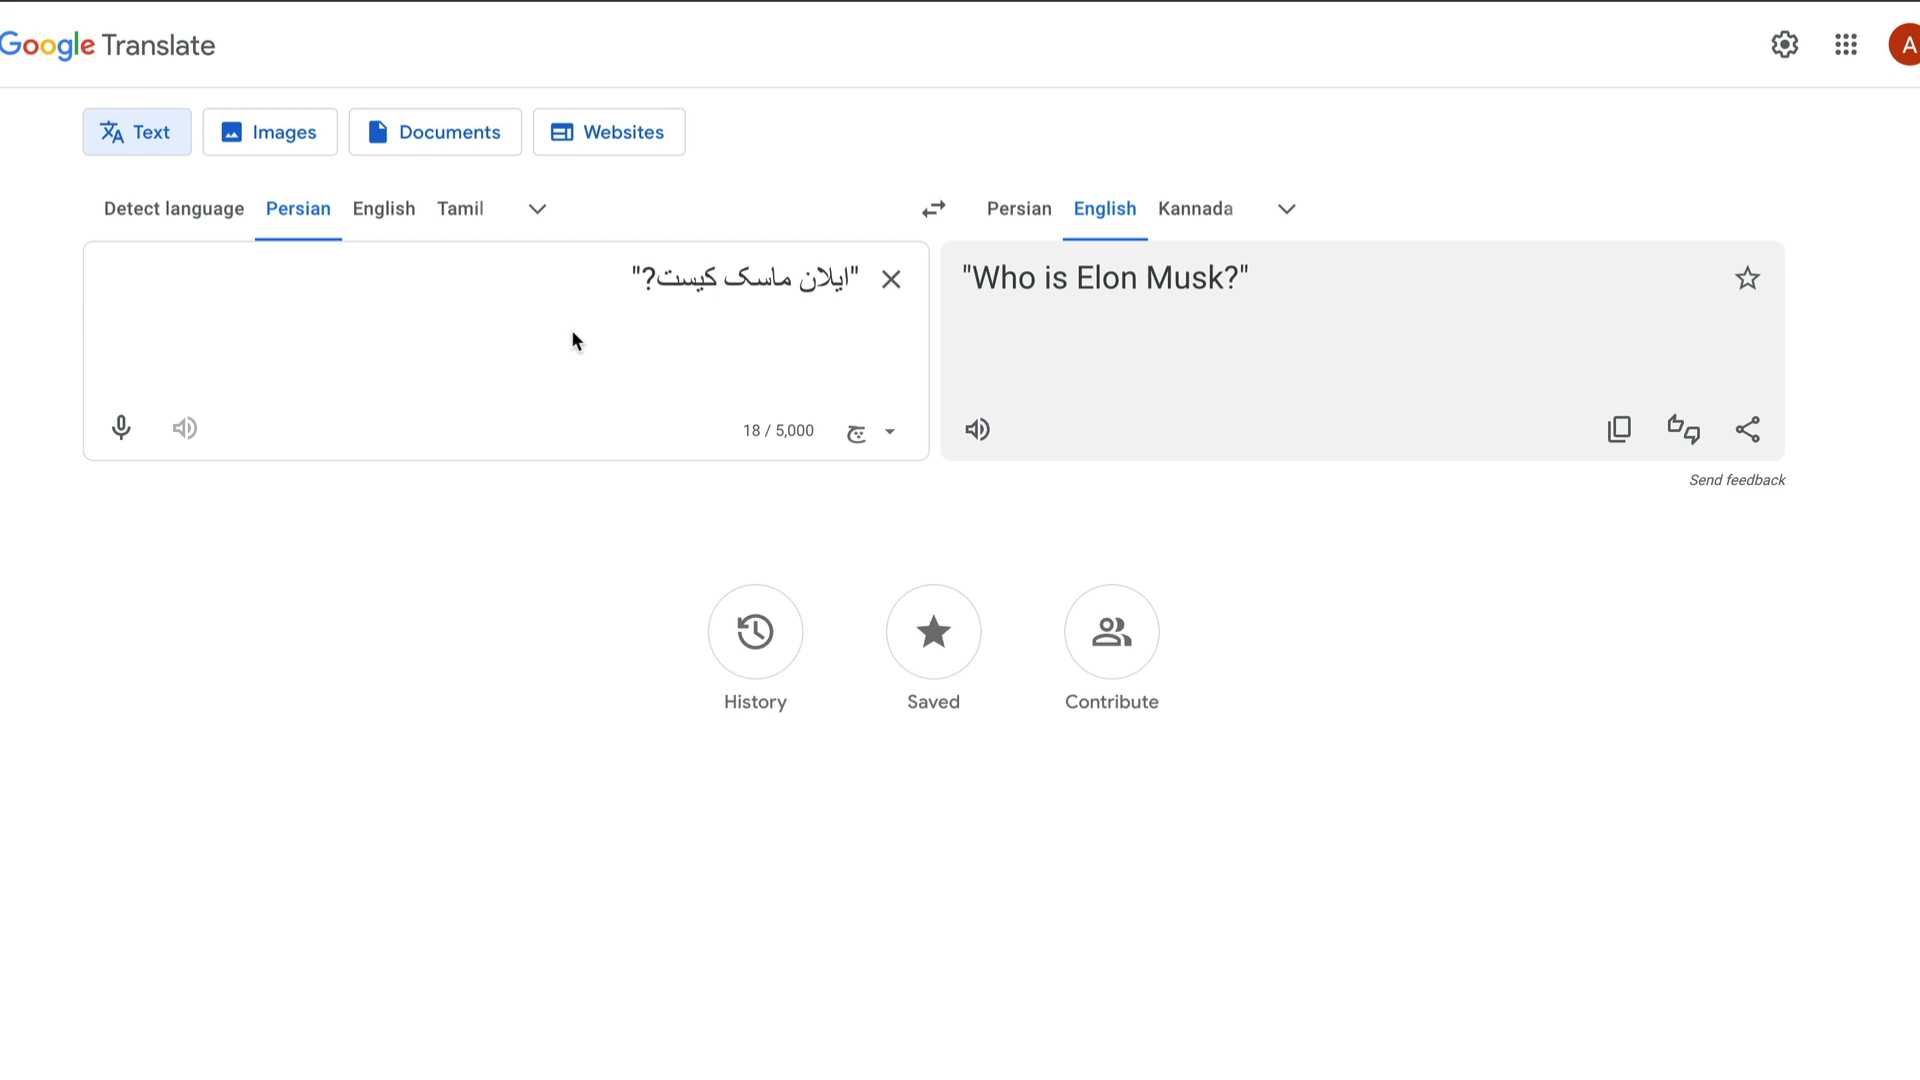 Google Translate
A
Text
Images
Documents
Websites
Detect language
Persian
English
Tamil
Persian
English
Kannada
"ایلان ماسک کیست?"
"Who is Elon Musk?"
18 / 5,000
Send feedback
History
Saved
Contribute